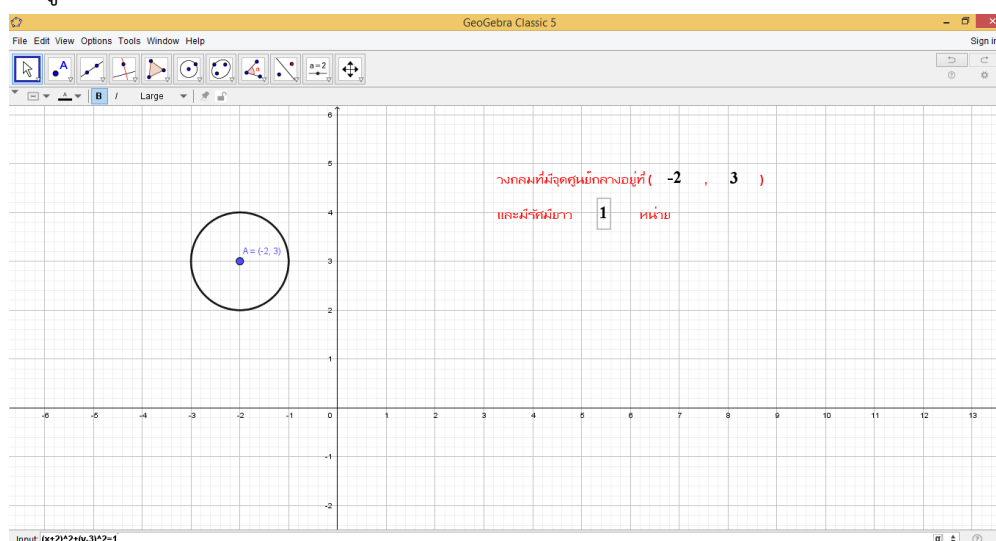 GeoGebra Classic 5
File Edit View Options Tools Window Help
Sign in
A
α
a = 2
A
B I Large
วงกลมที่มีจุดศูนย์กลางอยู่ที่ ( -2 , 3 )
และมีรัศมียาว 1 หน่วย
A = (-2, 3)
6
5
4
3
2
1
-6 -5 -4 -3 -2 -1 0 1 2 3 4 5 6 7 8 9 10 11 12 13
-1
-2
Input: (x+2)^2+(y-3)^2=1
α